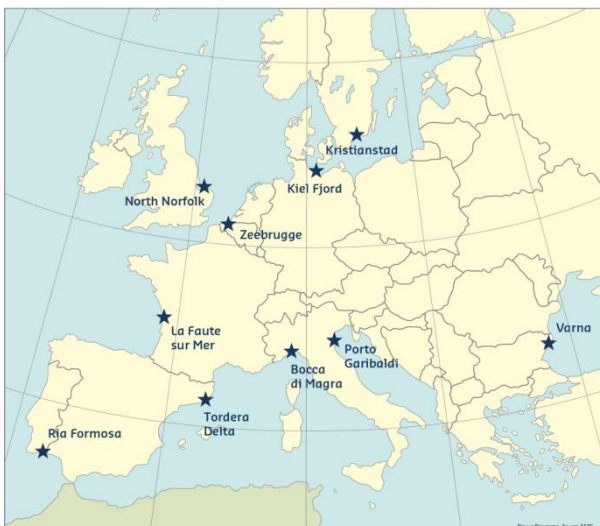 Kristianstad
North Norfolk
Kiel Fjord
Zeebrugge
La Faute
sur Mer
Varna
Porto
Garibaldi
Bocca
di Magra
Tordera
Delta
Ria Formosa